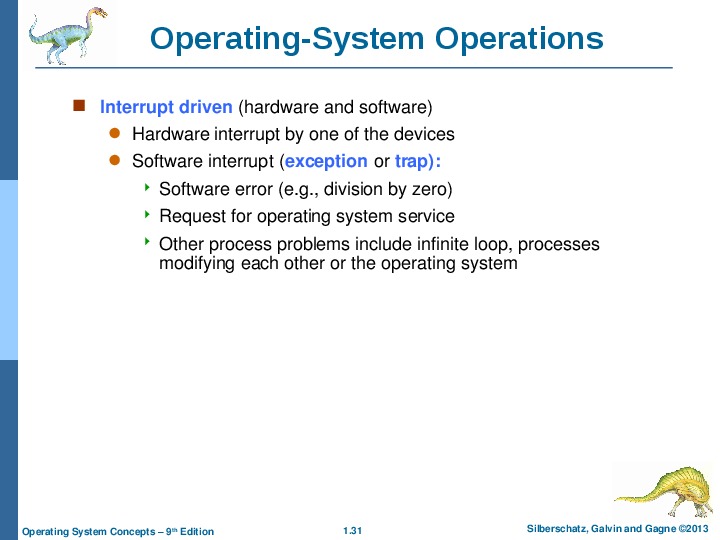 Operating-System Operations
Interrupt driven (hardware and software)
Hardware interrupt by one of the devices
Software interrupt (exception or trap):
Software error (e.g., division by zero)
Request for operating system service
Other process problems include infinite loop, processes
modifying each other or the operating system
Operating System Concepts – 9th Edition
1.31
Silberschatz, Galvin and Gagne ©2013